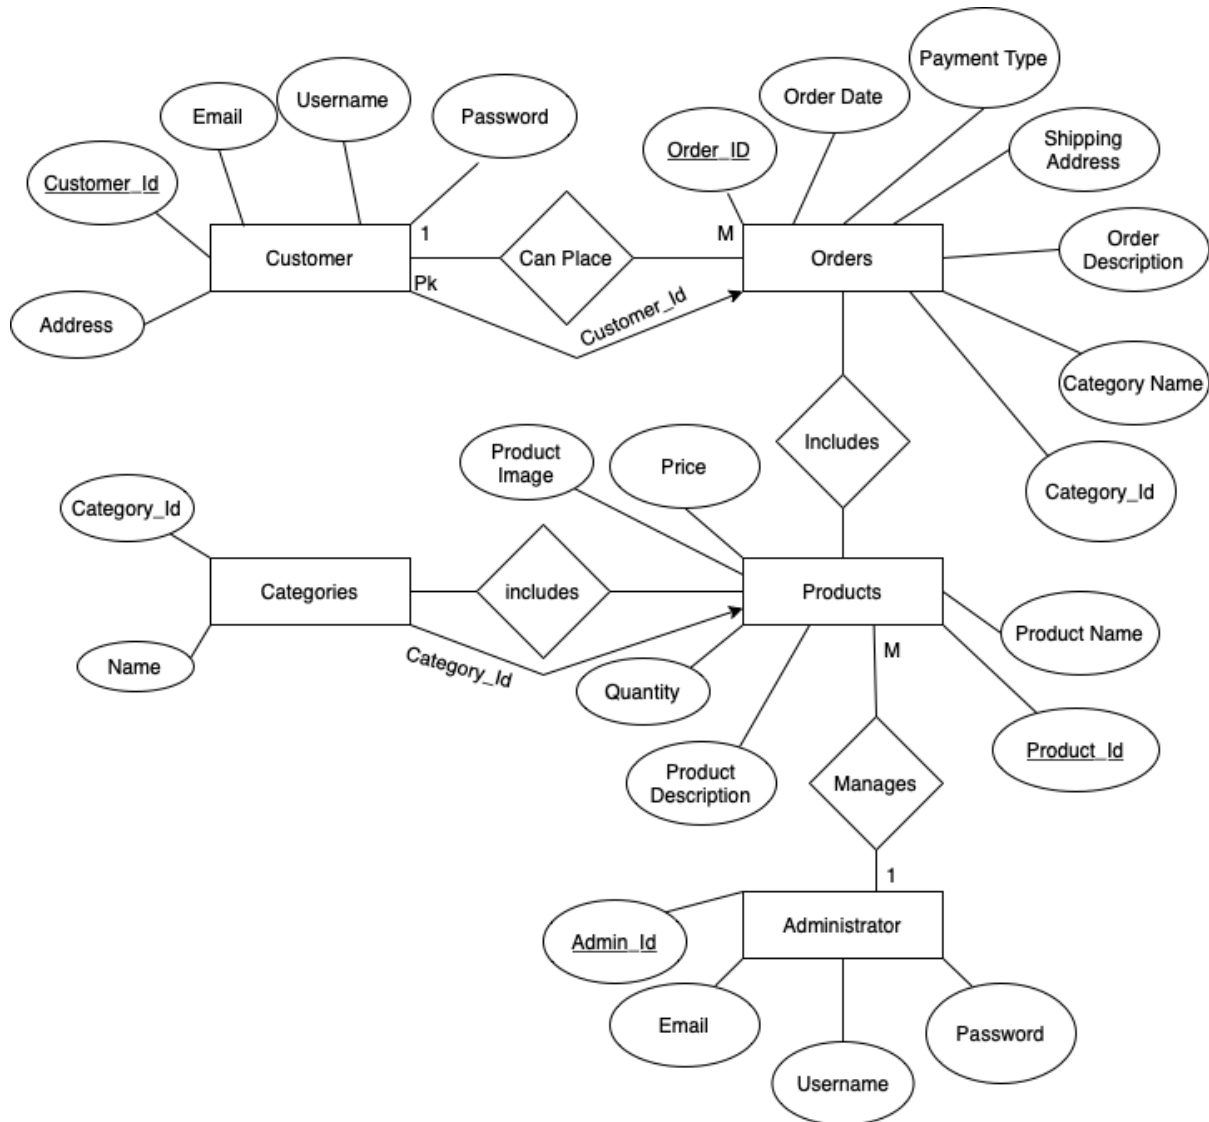 Payment Type
Username
Order Date
Email
Password
Order_ID
Shipping
Address
Customer_Id
1
M
Customer
Can Place
Orders
Order
Description
Pk
Customer_Id
Address
Category Name
Includes
Product
Image
Price
Category_Id
Category_Id
Categories
includes
Products
Product Name
M
Name
Category_Id
Quantity
Product_Id
Product
Description
Manages
1
Administrator
Admin_Id
Email
Password
Username